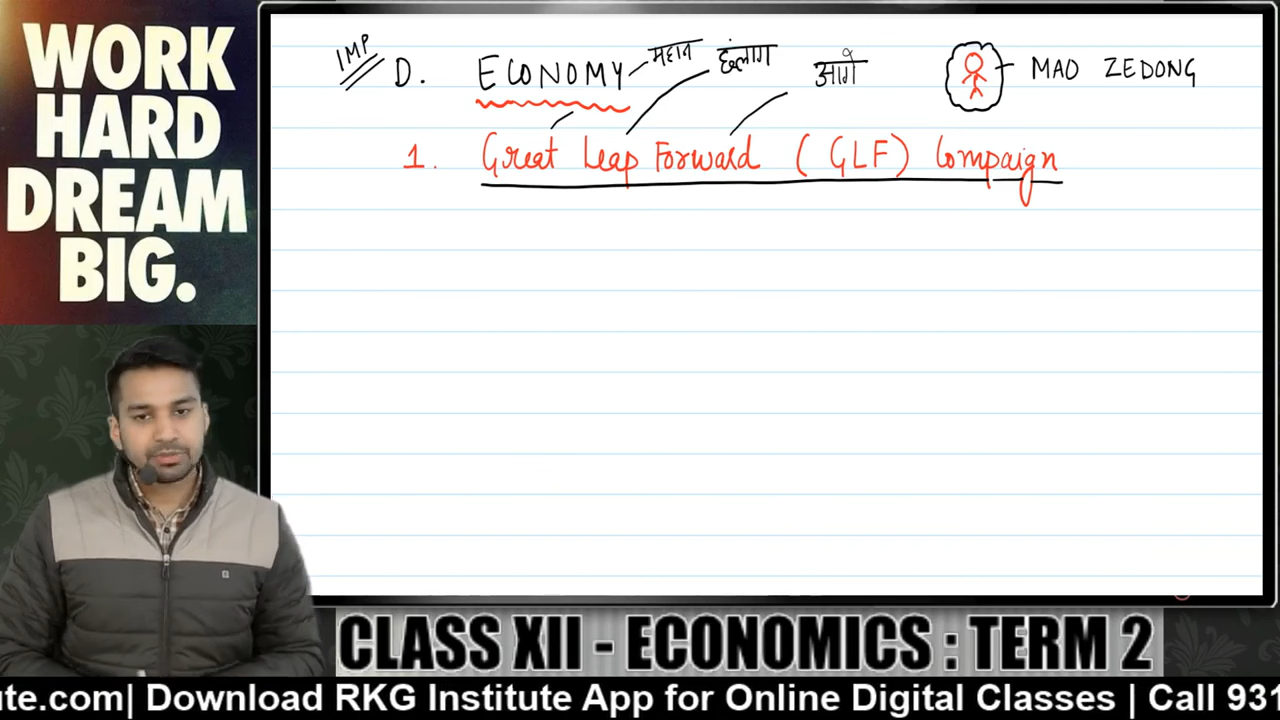 WORK
HARD
DREAM
BIG.
IMP
D. ECONOMY महान छलांग आगे MAO ZEDONG
1. Great Leap Forward ( GLF ) Compaign
CLASS XII - ECONOMICS : TERM 2
ute.com| Download RKG Institute App for Online Digital Classes | Call 931